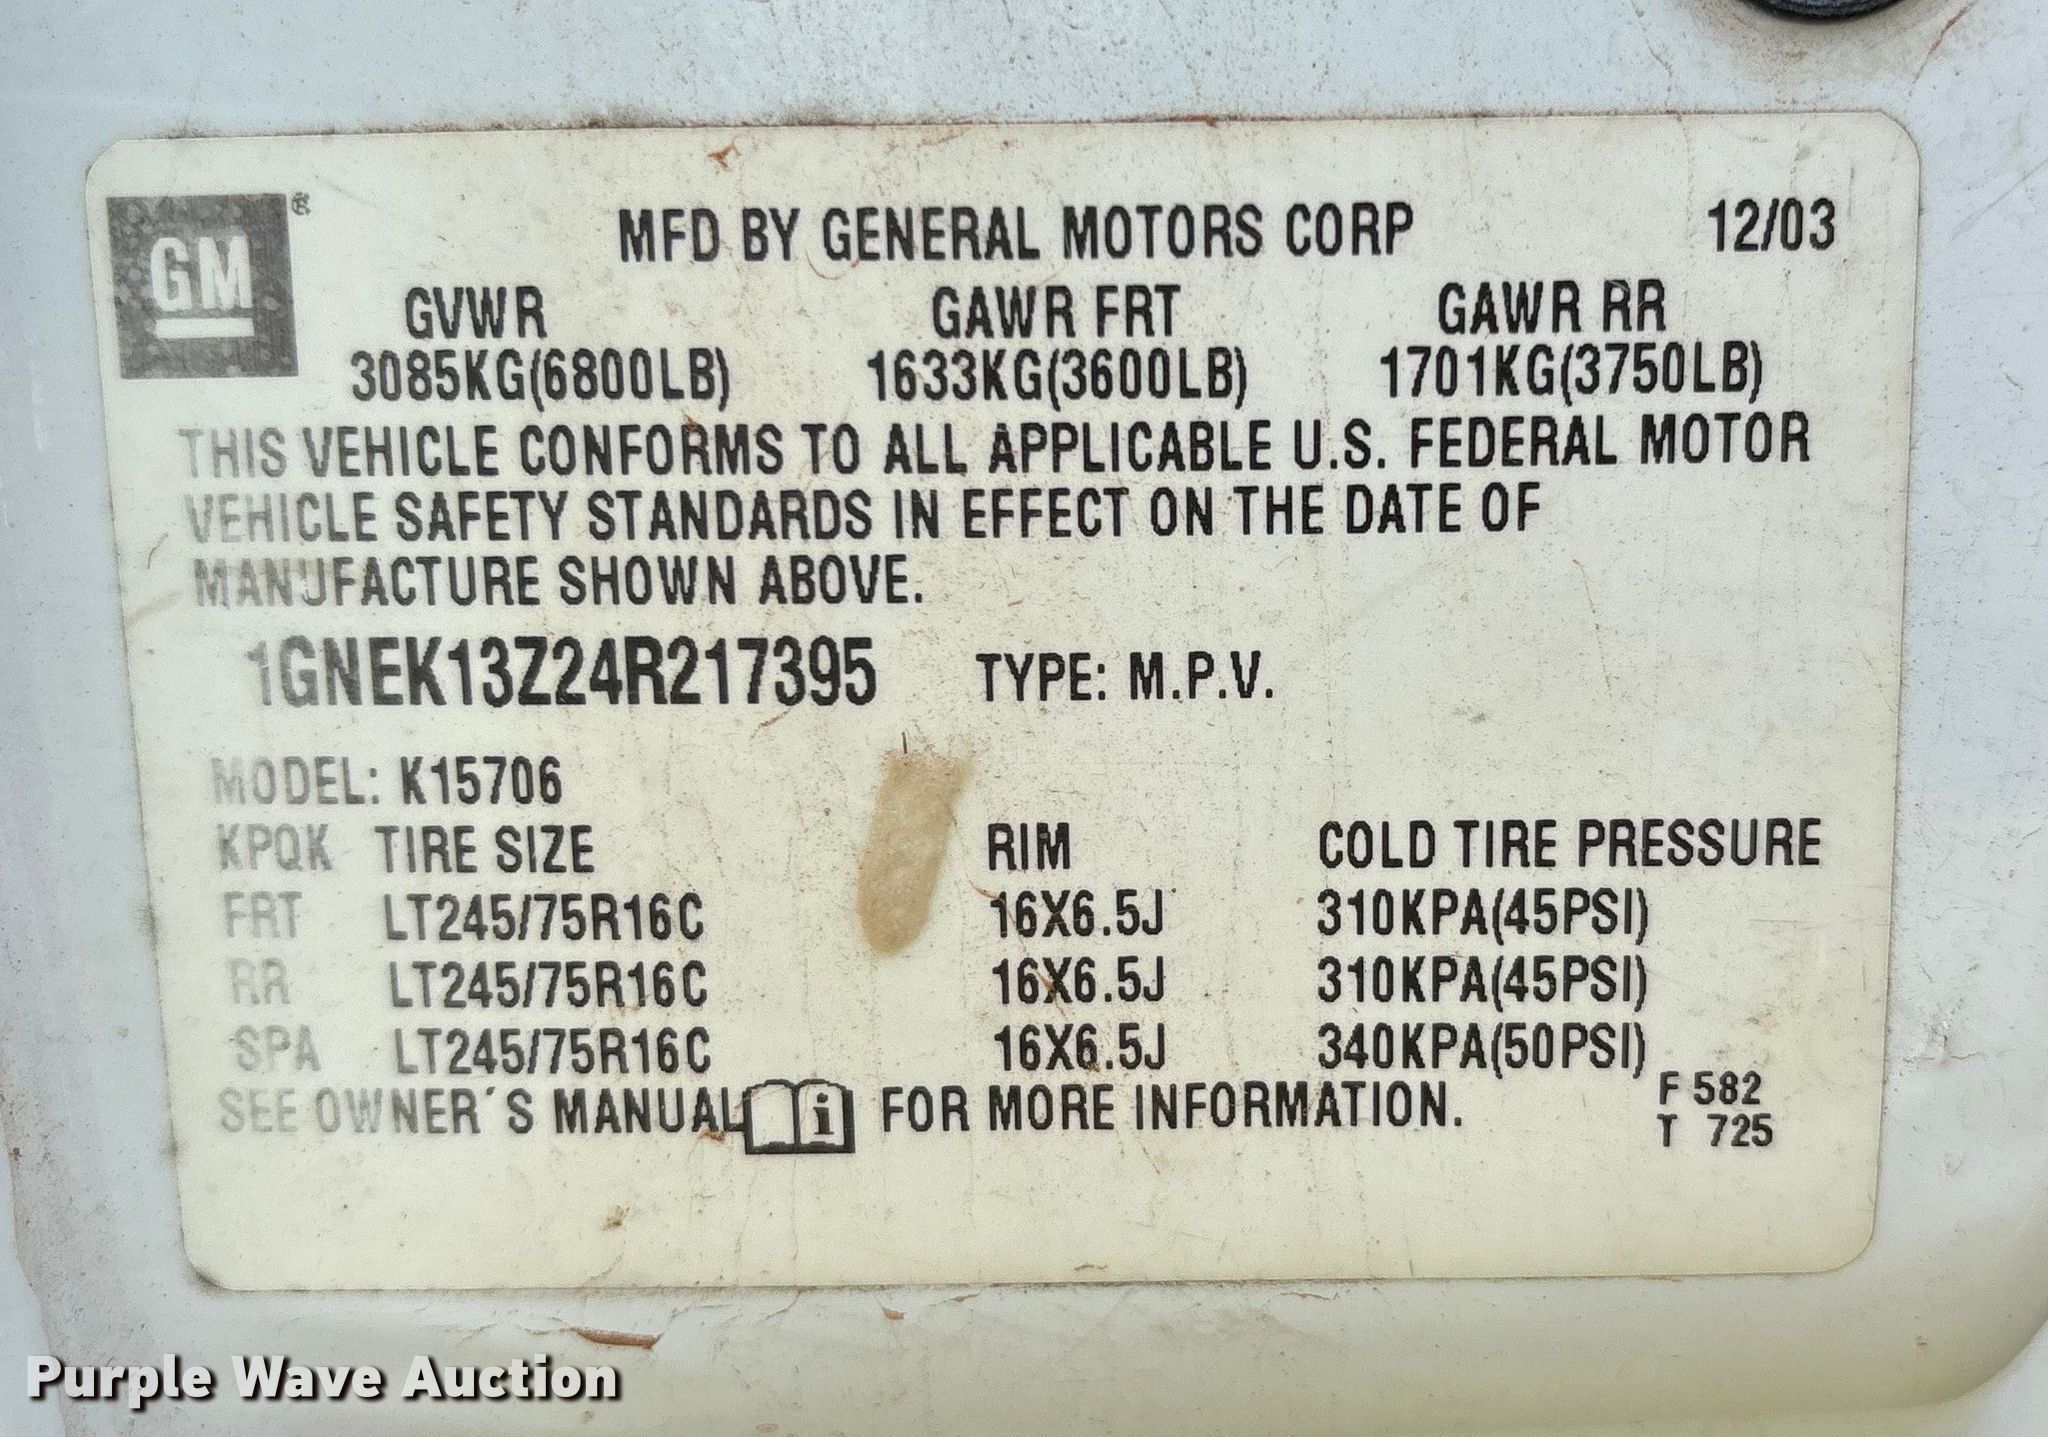 GM ®
MFD BY GENERAL MOTORS CORP 12/03
GVWR GAWR FRT GAWR RR
3085KG(6800LB) 1633KG(3600LB) 1701KG(3750LB)
THIS VEHICLE CONFORMS TO ALL APPLICABLE U.S. FEDERAL MOTOR
VEHICLE SAFETY STANDARDS IN EFFECT ON THE DATE OF
MANUFACTURE SHOWN ABOVE.
1GNEK13Z24R217395 TYPE: M.P.V.
MODEL: K15706
KPQK TIRE SIZE RIM COLD TIRE PRESSURE
FRT LT245/75R16C 16X6.5J 310KPA(45PSI)
RR LT245/75R16C 16X6.5J 310KPA(45PSI)
SPA LT245/75R16C 16X6.5J 340KPA(50PSI)
SEE OWNER´S MANUAL i FOR MORE INFORMATION.
F 582
T 725
Purple Wave Auction